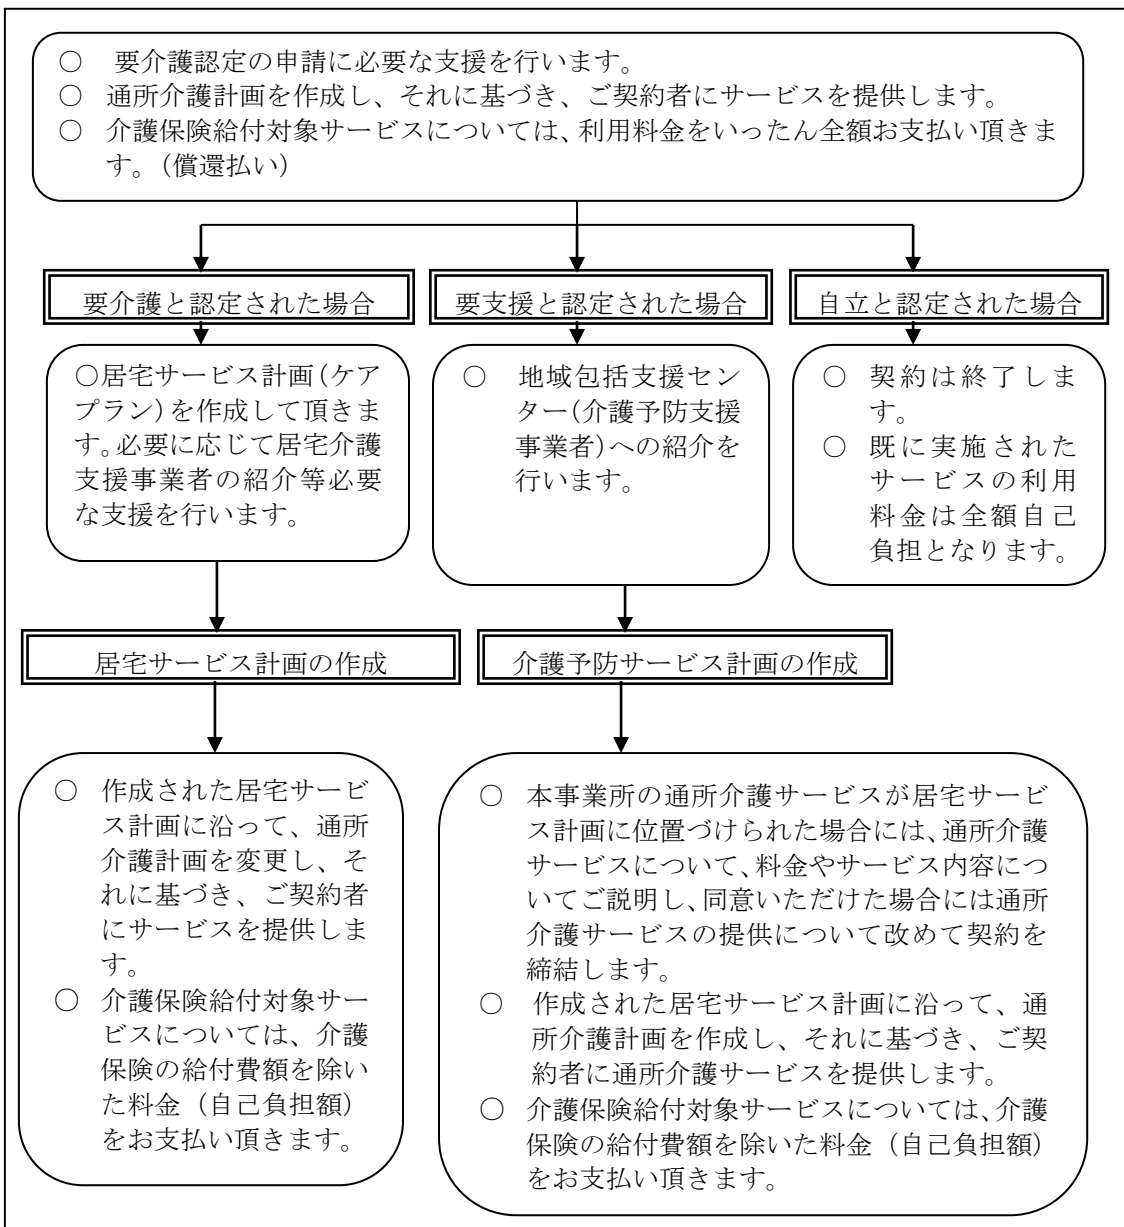 ○ 要介護認定の申請に必要な支援を行います。
○ 通所介護計画を作成し、それに基づき、ご契約者にサービスを提供します。
○ 介護保険給付対象サービスについては、利用料金をいったん全額お支払い頂きま
す。（償還払い）
要介護と認定された場合
要支援と認定された場合
自立と認定された場合
○居宅サービス計画（ケア
プラン）を作成して頂きま
す。必要に応じて居宅介護
支援事業者の紹介等必要
な支援を行います。
○ 地域包括支援セン
ター（介護予防支援
事業者）への紹介を
行います。
○ 契約は終了しま
す。
○ 既に実施された
サービスの利用
料金は全額自己
負担となります。
居宅サービス計画の作成
介護予防サービス計画の作成
○ 作成された居宅サービ
ス計画に沿って、通所
介護計画を変更し、そ
れに基づき、ご契約者
にサービスを提供しま
す。
○ 介護保険給付対象サー
ビスについては、介護
保険の給付費額を除い
た料金（自己負担額）
をお支払い頂きます。
○ 本事業所の通所介護サービスが居宅サービ
ス計画に位置づけられた場合には、通所介護
サービスについて、料金やサービス内容につ
いてご説明し、同意いただけた場合には通所
介護サービスの提供について改めて契約を
締結します。
○ 作成された居宅サービス計画に沿って、通
所介護計画を作成し、それに基づき、ご契
約者に通所介護サービスを提供します。
○ 介護保険給付対象サービスについては、介護
保険の給付費額を除いた料金（自己負担額）
をお支払い頂きます。